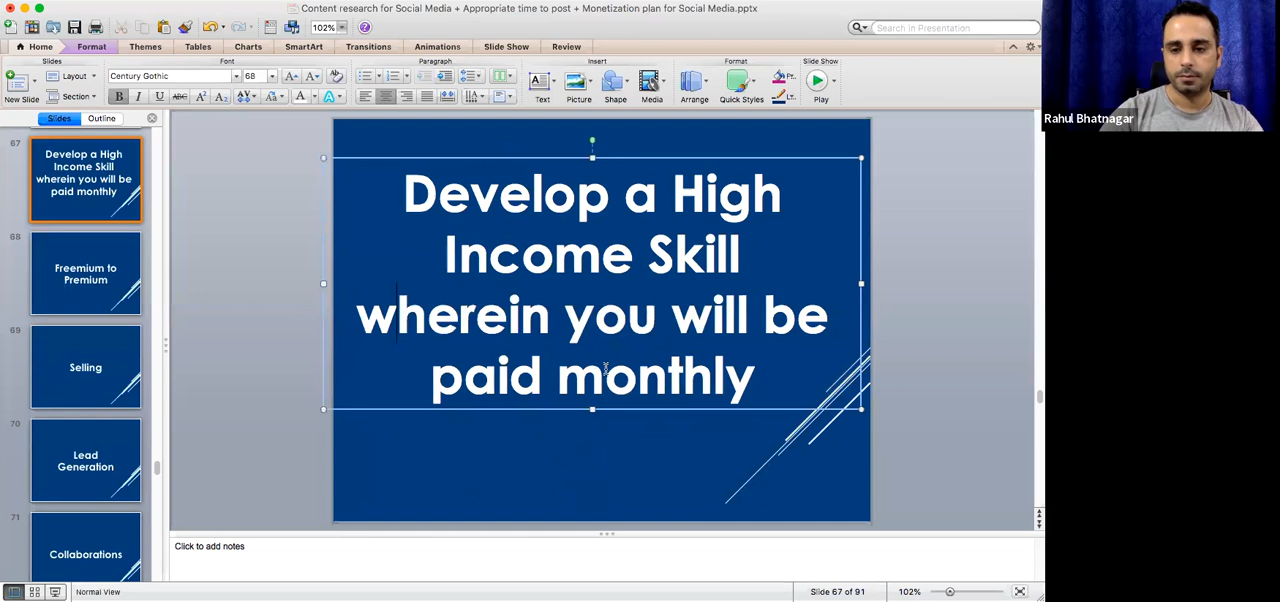 Content research for Social Media + Appropriate time to post + Monetization plan for Social Media.pptx
102%
Search in Presentation
Home
Format
Themes
Tables
Charts
SmartArt
Transitions
Animations
Slide Show
Review
Slides
Font
Paragraph
Insert
Format
Slide Show
New Slide
Layout
Section
Century Gothic
68
B
I
U
ABC
Text
Picture
Shape
Media
Arrange
Quick Styles
Play
Slides
Outline
67
Develop a High
Income Skill
wherein you will be
paid monthly
68
Freemium to
Premium
69
Selling
70
Lead
Generation
71
Collaborations
Develop a High
Income Skill
wherein you will be
paid monthly
Click to add notes
Normal View
Slide 67 of 91
102%
Rahul Bhatnagar